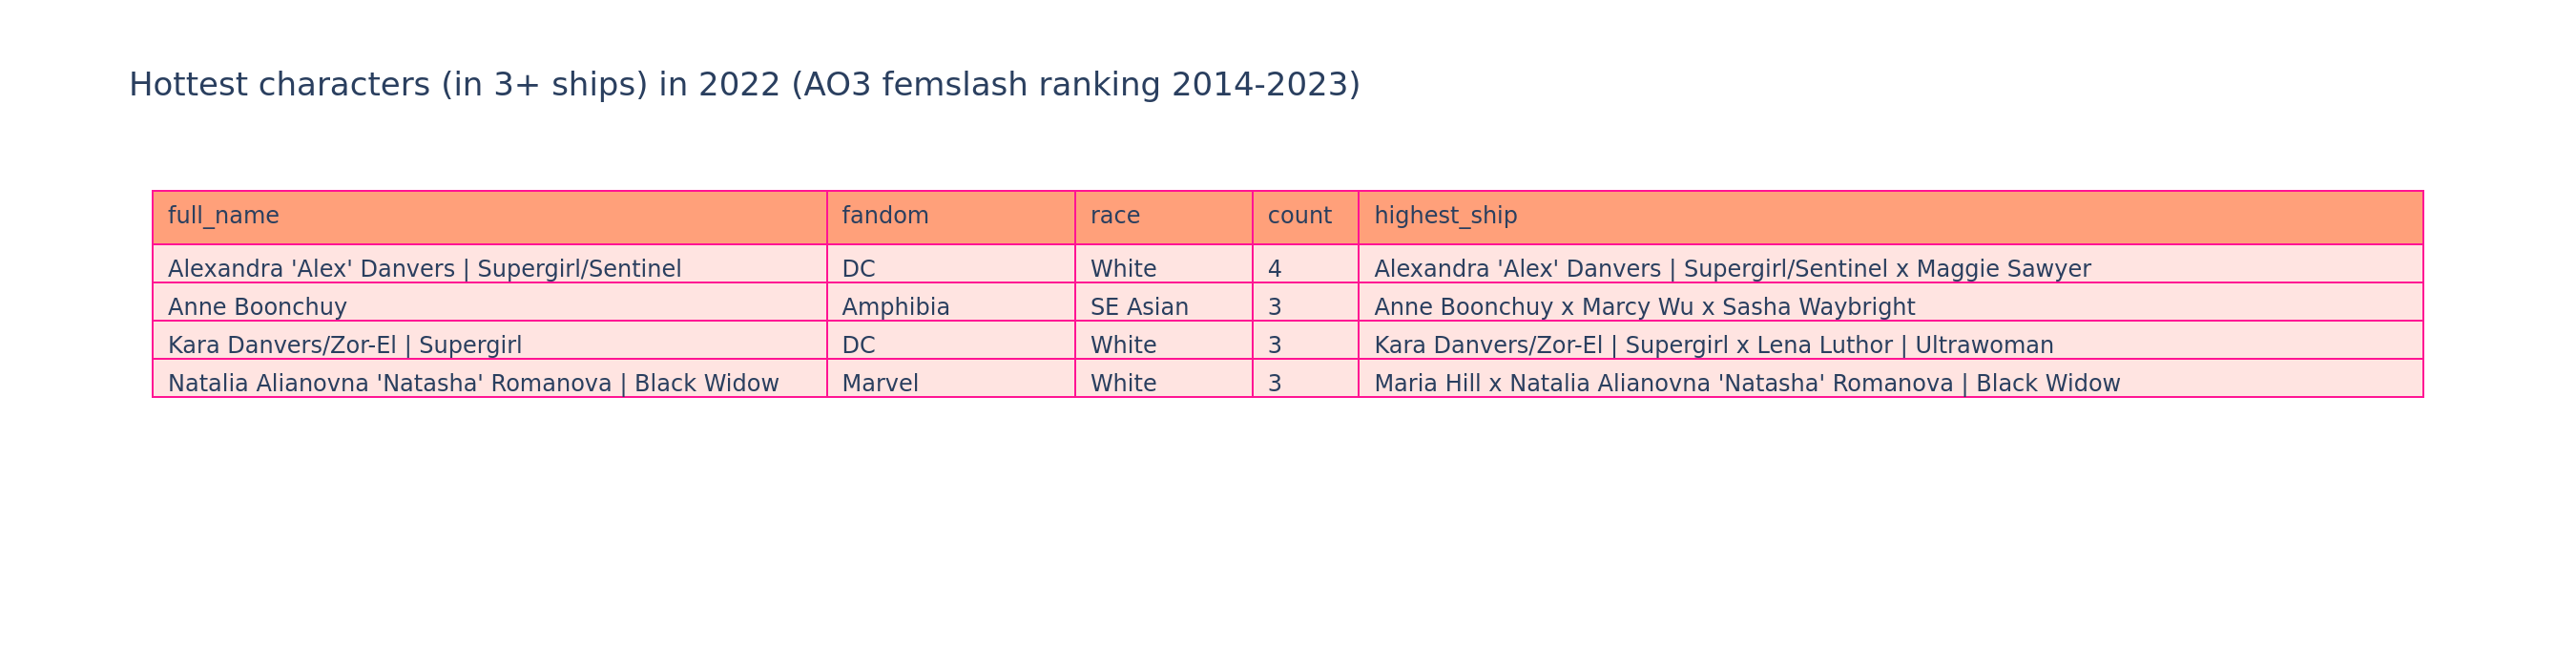 Hottest characters (in 3+ ships) in 2022 (AO3 femslash ranking 2014-2023)
full_name fandom race count highest_ship
Alexandra 'Alex' Danvers | Supergirl/Sentinel DC White 4 Alexandra 'Alex' Danvers | Supergirl/Sentinel x Maggie Sawyer
Anne Boonchuy Amphibia SE Asian 3 Anne Boonchuy x Marcy Wu x Sasha Waybright
Kara Danvers/Zor-El | Supergirl DC White 3 Kara Danvers/Zor-El | Supergirl x Lena Luthor | Ultrawoman
Natalia Alianovna 'Natasha' Romanova | Black Widow Marvel White 3 Maria Hill x Natalia Alianovna 'Natasha' Romanova | Black Widow